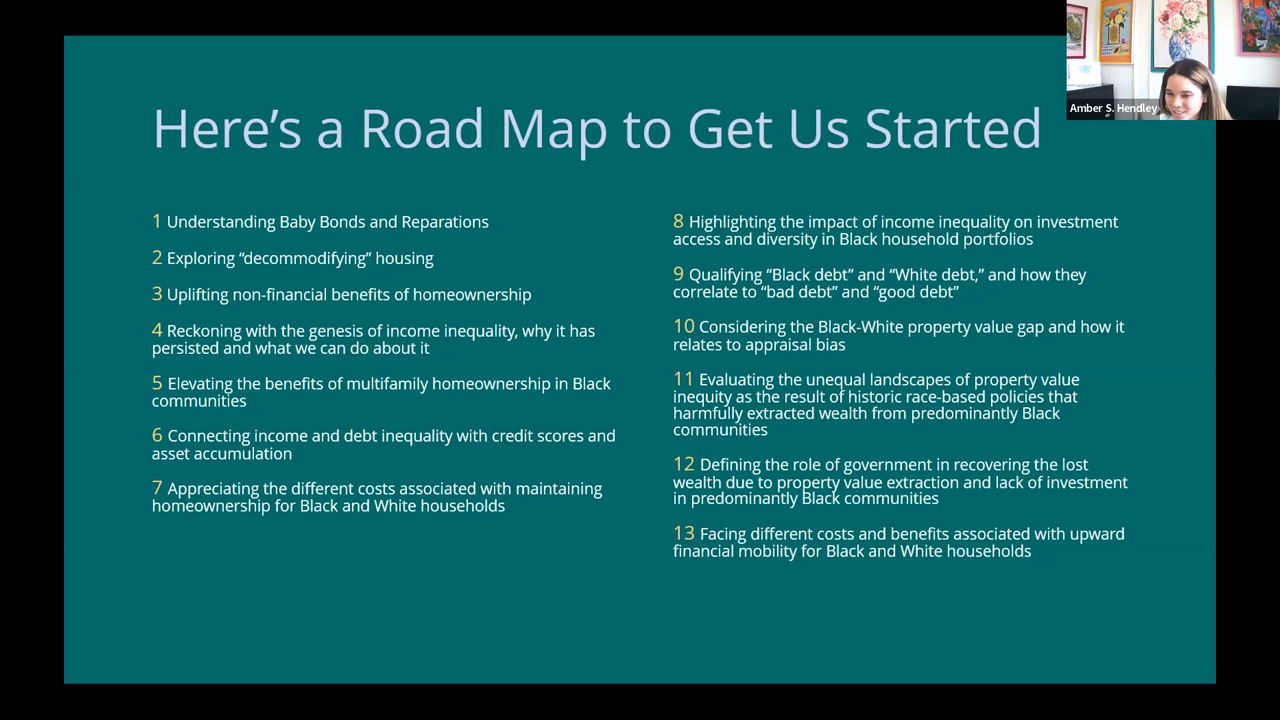 Here’s a Road Map to Get Us Started
1 Understanding Baby Bonds and Reparations
2 Exploring “decommodifying” housing
3 Uplifting non-financial benefits of homeownership
4 Reckoning with the genesis of income inequality, why it has
persisted and what we can do about it
5 Elevating the benefits of multifamily homeownership in Black
communities
6 Connecting income and debt inequality with credit scores and
asset accumulation
7 Appreciating the different costs associated with maintaining
homeownership for Black and White households
8 Highlighting the impact of income inequality on investment
access and diversity in Black household portfolios
9 Qualifying “Black debt” and “White debt,” and how they
correlate to “bad debt” and “good debt”
10 Considering the Black-White property value gap and how it
relates to appraisal bias
11 Evaluating the unequal landscapes of property value
inequity as the result of historic race-based policies that
harmfully extracted wealth from predominantly Black
communities
12 Defining the role of government in recovering the lost
wealth due to property value extraction and lack of investment
in predominantly Black communities
13 Facing different costs and benefits associated with upward
financial mobility for Black and White households
Amber S. Hendley